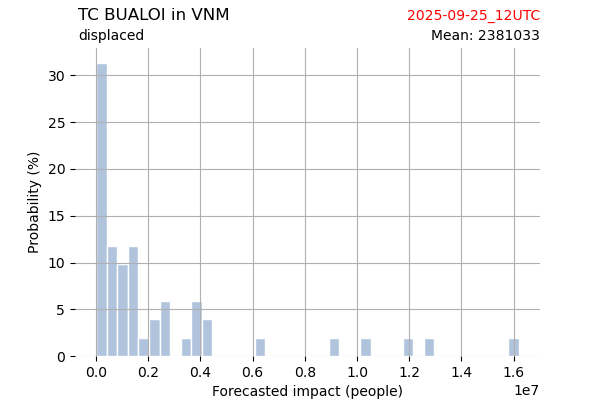 TC BUALOI in VNM
2025-09-25_12UTC
displaced
Mean: 2381033
30
25
20
15
10
5
0
Probability (%)
0.0 0.2 0.4 0.6 0.8 1.0 1.2 1.4 1.6
1e7
Forecasted impact (people)